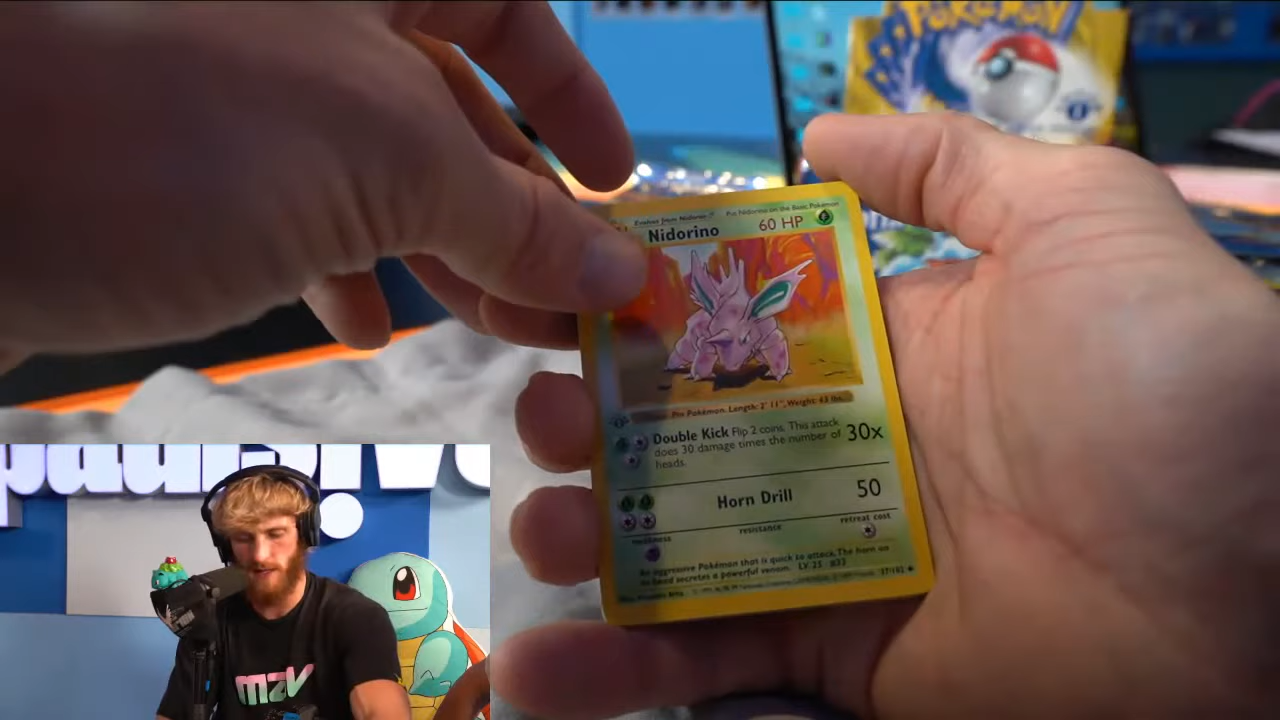 POKÉMON
Evolves from Nidoran ♂ Put Nidorino on the Basic Pokémon
Nidorino 60 HP
Length: 2' 11", Weight: 43 lbs.
Double Kick Flip 2 coins. This attack
does 30 damage times the number of
heads.
30x
Horn Drill 50
weakness resistance retreat cost
An aggressive Pokémon that is quick to attack. The horn on
its head secretes a powerful venom. LV. 25 #33
37/102
MZV